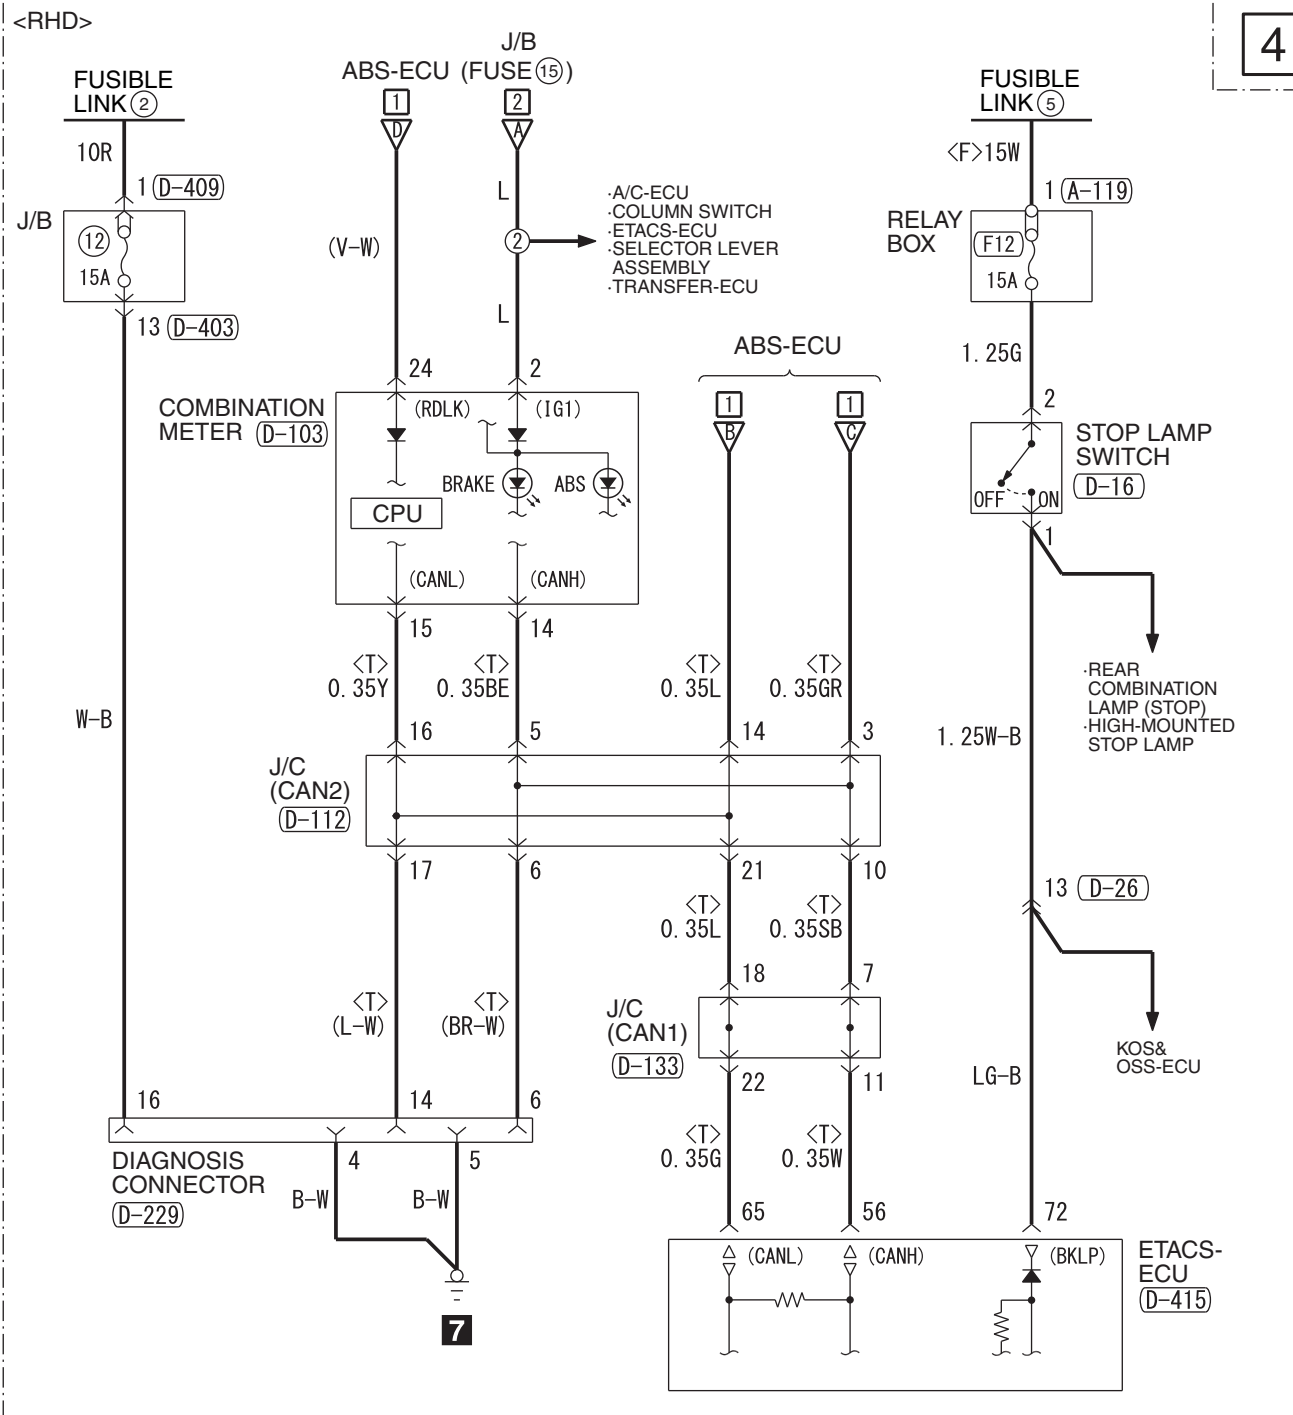 <RHD>
4
J/B
ABS-ECU (FUSE 15)
FUSIBLE
LINK 2
1
2
D
A
FUSIBLE
LINK 5
10R
<F>15W
1 D-409
L
1 A-119
J/B
12
15A
(V-W)
2
·A/C-ECU
·COLUMN SWITCH
·ETACS-ECU
·SELECTOR LEVER
ASSEMBLY
·TRANSFER-ECU
RELAY
BOX
F12
15A
13 D-403
L
ABS-ECU
1.25G
24
2
1
1
2
COMBINATION
METER D-103
(RDLK)
(IG1)
B
C
STOP LAMP
SWITCH
D-16
OFF
ON
BRAKE
ABS
CPU
1
(CANL)
(CANH)
15
14
<T>
0.35Y
<T>
0.35BE
<T>
0.35L
<T>
0.35GR
·REAR
COMBINATION
LAMP (STOP)
·HIGH-MOUNTED
STOP LAMP
W-B
16
5
14
3
1.25W-B
J/C
(CAN2)
D-112
17
6
21
10
13 D-26
<T>
0.35L
<T>
0.35SB
18
7
<T>
(L-W)
<T>
(BR-W)
J/C
(CAN1)
D-133
KOS&
OSS-ECU
22
11
LG-B
16
14
6
<T>
0.35G
<T>
0.35W
DIAGNOSIS
CONNECTOR
D-229
4
5
B-W
B-W
65
56
72
(CANL)
(CANH)
(BKLP)
ETACS-
ECU
D-415
7